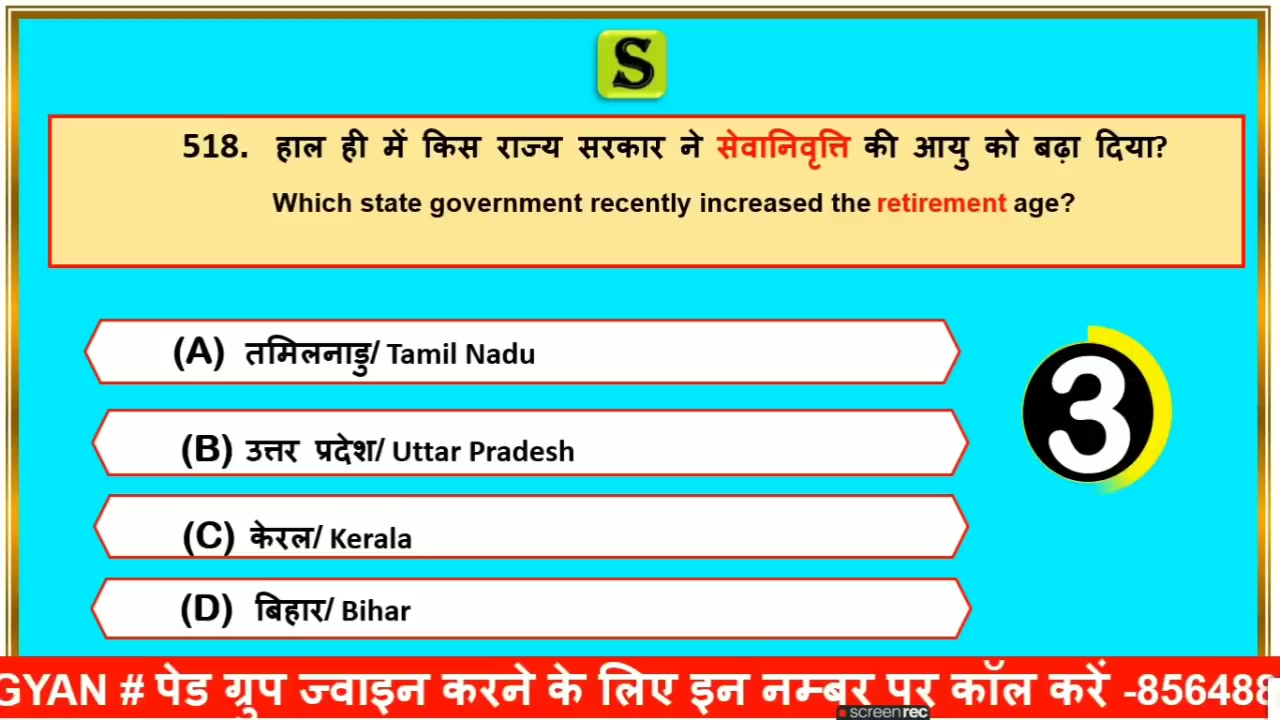 S
518. हाल ही में किस राज्य सरकार ने सेवानिवृत्ति की आयु को बढ़ा दिया?
Which state government recently increased the retirement age?
(A) तमिलनाडु/ Tamil Nadu
3
(B) उत्तर प्रदेश/ Uttar Pradesh
(C) केरल/ Kerala
(D) बिहार/ Bihar
GYAN # पेड ग्रुप ज्वाइन करने के लिए इन नम्बर पर कॉल करें -856488
screenrec